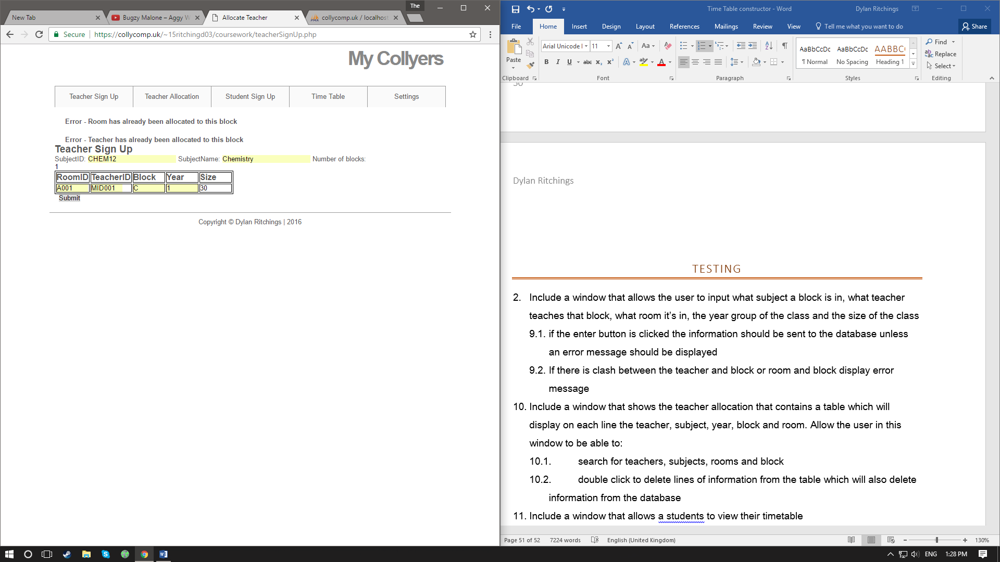 The
New Tab
Bugzy Malone – Aggy W
Allocate Teacher
collycomp.uk / localhost
Secure
https://collycomp.uk/~15ritchingd03/coursework/teacherSignUp.php
My Collyers
Teacher Sign Up
Teacher Allocation
Student Sign Up
Time Table
Settings
Error - Room has already been allocated to this block
Error - Teacher has already been allocated to this block
Teacher Sign Up
SubjectID: CHEM12 SubjectName: Chemistry Number of blocks:
1
RoomID TeacherID Block Year Size
A001 MID001 C 1 30
Submit
Copyright © Dylan Ritchings | 2016
Time Table constructor - Word
Dylan Ritchings
File Home Insert Design Layout References Mailings Review View Tell me what you want to do Share
Paste
Arial Unicode 11
Aa
B I U abc x₂ x²
A A
AaBbCcDc AaBbCcDc AABBC
¶ Normal No Spacing Heading 1
Find
Replace
Select
Clipboard Font Paragraph Styles Editing
30
Dylan Ritchings
TESTING
2. Include a window that allows the user to input what subject a block is in, what teacher
teaches that block, what room it’s in, the year group of the class and the size of the class
9.1. if the enter button is clicked the information should be sent to the database unless
an error message should be displayed
9.2. If there is clash between the teacher and block or room and block display error
message
10. Include a window that shows the teacher allocation that contains a table which will
display on each line the teacher, subject, year, block and room. Allow the user in this
window to be able to:
10.1. search for teachers, subjects, rooms and block
10.2. double click to delete lines of information from the table which will also delete
information from the database
11. Include a window that allows a students to view their timetable
Page 51 of 52 7224 words English (United Kingdom) 130%
ENG 1:28 PM